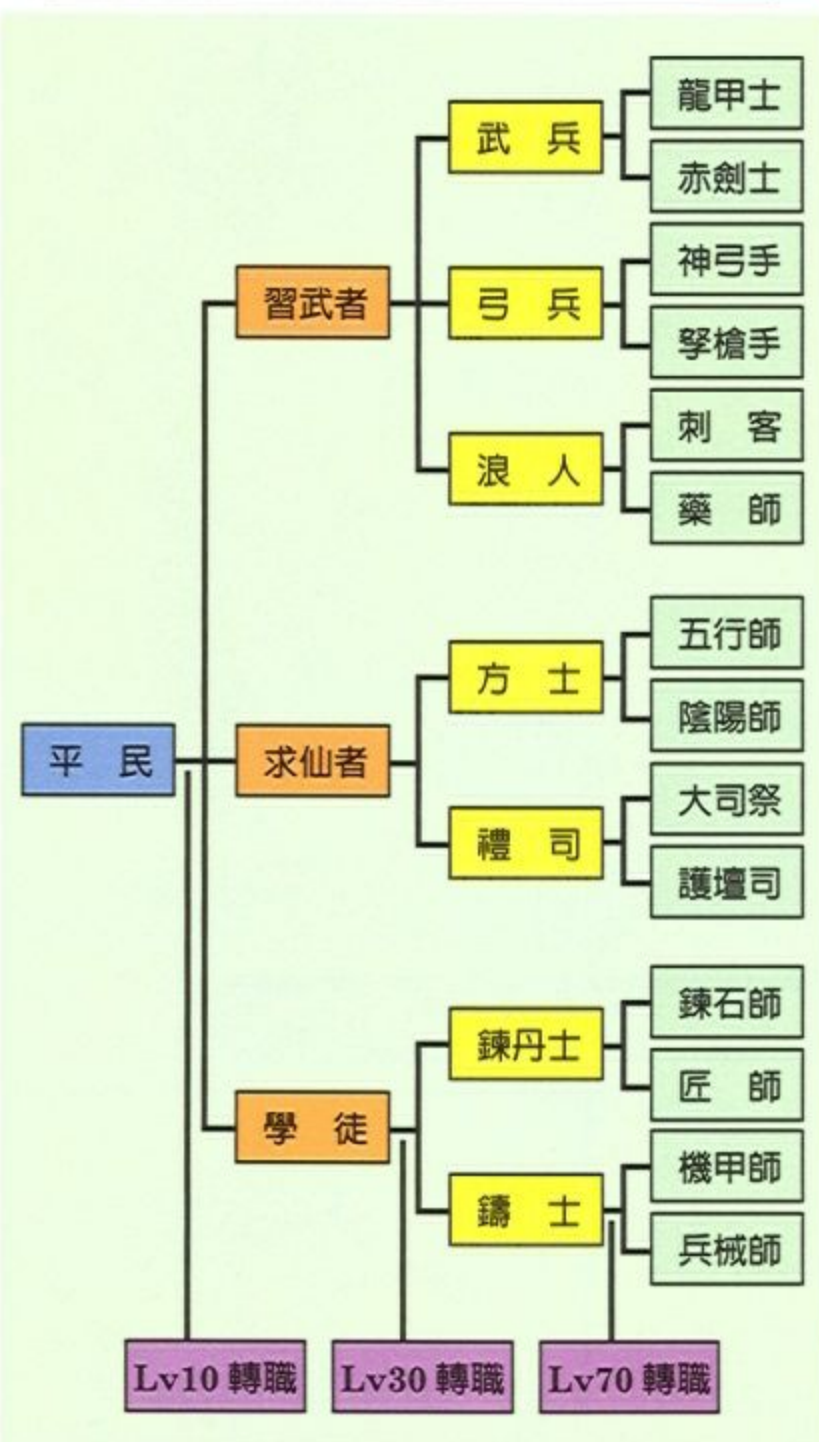 龍甲士
武 兵
赤劍士
神弓手
習武者
弓 兵
孥槍手
刺 客
浪 人
藥 師
五行師
方 士
陰陽師
平 民
求仙者
大司祭
禮 司
護壇司
鍊石師
鍊丹士
匠 師
學 徒
機甲師
鑄 士
兵械師
Lv10 轉職
Lv30 轉職
Lv70 轉職